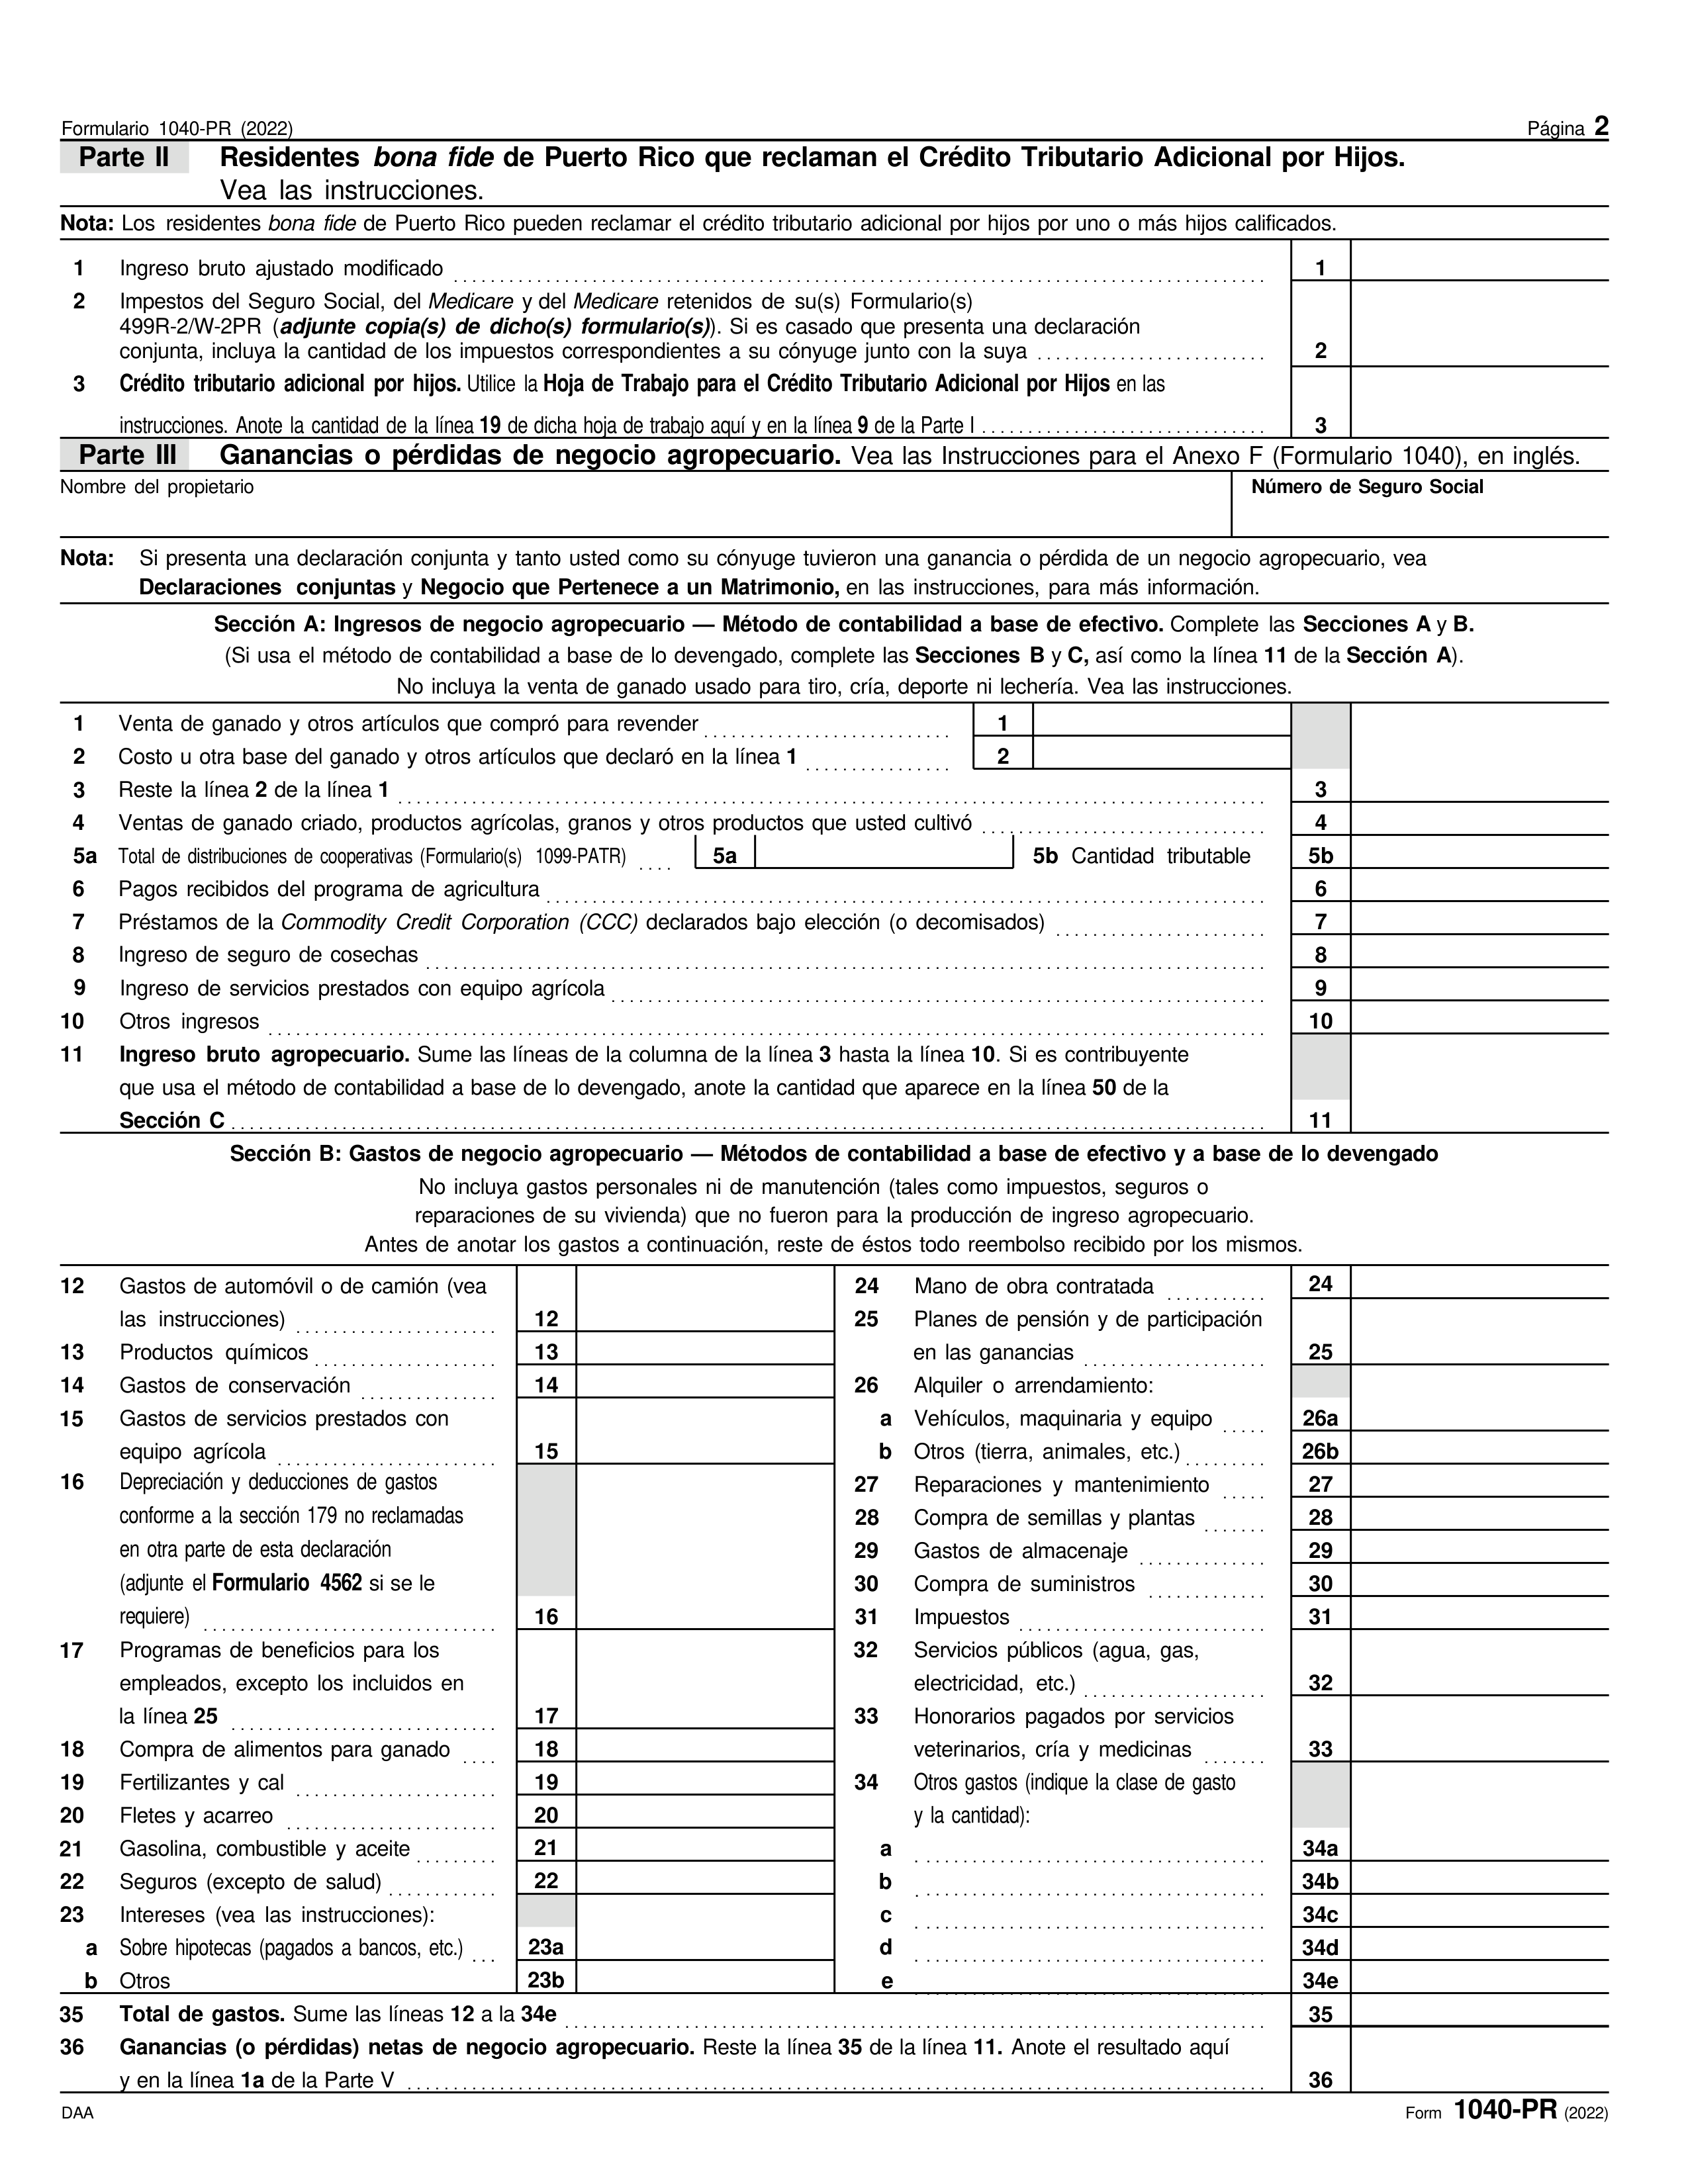 Formulario 1040-PR (2022) Página 2
Parte II Residentes bona fide de Puerto Rico que reclaman el Crédito Tributario Adicional por Hijos.
Vea las instrucciones.
Nota: Los residentes bona fide de Puerto Rico pueden reclamar el crédito tributario adicional por hijos por uno o más hijos calificados.
1 Ingreso bruto ajustado modificado 1
2 Impuestos del Seguro Social, del Medicare y del Medicare retenidos de su(s) Formulario(s)
499R-2/W-2PR (adjunte copia(s) de dicho(s) formulario(s)). Si es casado que presenta una declaración
conjunta, incluya la cantidad de los impuestos correspondientes a su cónyuge junto con la suya 2
3 Crédito tributario adicional por hijos. Utilice la Hoja de Trabajo para el Crédito Tributario Adicional por Hijos en las
instrucciones. Anote la cantidad de la línea 19 de dicha hoja de trabajo aquí y en la línea 9 de la Parte I 3
Parte III Ganancias o pérdidas de negocio agropecuario. Vea las Instrucciones para el Anexo F (Formulario 1040), en inglés.
Nombre del propietario Número de Seguro Social
Nota: Si presenta una declaración conjunta y tanto usted como su cónyuge tuvieron una ganancia o pérdida de un negocio agropecuario, vea
Declaraciones conjuntas y Negocio que Pertenece a un Matrimonio, en las instrucciones, para más información.
Sección A: Ingresos de negocio agropecuario — Método de contabilidad a base de efectivo. Complete las Secciones A y B.
(Si usa el método de contabilidad a base de lo devengado, complete las Secciones B y C, así como la línea 11 de la Sección A).
No incluya la venta de ganado usado para tiro, cría, deporte ni lechería. Vea las instrucciones.
1 Venta de ganado y otros artículos que compró para revender 1
2 Costo u otra base del ganado y otros artículos que declaró en la línea 1 2
3 Reste la línea 2 de la línea 1 3
4 Ventas de ganado criado, productos agrícolas, granos y otros productos que usted cultivó 4
5a Total de distribuciones de cooperativas (Formulario(s) 1099-PATR) 5a 5b Cantidad tributable 5b
6 Pagos recibidos del programa de agricultura 6
7 Préstamos de la Commodity Credit Corporation (CCC) declarados bajo elección (o decomisados) 7
8 Ingreso de seguro de cosechas 8
9 Ingreso de servicios prestados con equipo agrícola 9
10 Otros ingresos 10
11 Ingreso bruto agropecuario. Sume las líneas de la columna de la línea 3 hasta la línea 10. Si es contribuyente
que usa el método de contabilidad a base de lo devengado, anote la cantidad que aparece en la línea 50 de la
Sección C 11
Sección B: Gastos de negocio agropecuario — Métodos de contabilidad a base de efectivo y a base de lo devengado
No incluya gastos personales ni de manutención (tales como impuestos, seguros o
reparaciones de su vivienda) que no fueron para la producción de ingreso agropecuario.
Antes de anotar los gastos a continuación, reste de éstos todo reembolso recibido por los mismos.
12 Gastos de automóvil o de camión (vea
las instrucciones) 12
13 Productos químicos 13
14 Gastos de conservación 14
15 Gastos de servicios prestados con
equipo agrícola 15
16 Depreciación y deducciones de gastos
conforme a la sección 179 no reclamadas
en otra parte de esta declaración
(adjunte el Formulario 4562 si se le
requiere) 16
17 Programas de beneficios para los
empleados, excepto los incluidos en
la línea 25 17
18 Compra de alimentos para ganado 18
19 Fertilizantes y cal 19
20 Fletes y acarreo 20
21 Gasolina, combustible y aceite 21
22 Seguros (excepto de salud) 22
23 Intereses (vea las instrucciones):
a Sobre hipotecas (pagados a bancos, etc.) 23a
b Otros 23b
24 Mano de obra contratada 24
25 Planes de pensión y de participación
en las ganancias 25
26 Alquiler o arrendamiento:
a Vehículos, maquinaria y equipo 26a
b Otros (tierra, animales, etc.) 26b
27 Reparaciones y mantenimiento 27
28 Compra de semillas y plantas 28
29 Gastos de almacenaje 29
30 Compra de suministros 30
31 Impuestos 31
32 Servicios públicos (agua, gas,
electricidad, etc.) 32
33 Honorarios pagados por servicios
veterinarios, cría y medicinas 33
34 Otros gastos (indique la clase de gasto
y la cantidad):
a 34a
b 34b
c 34c
d 34d
e 34e
35 Total de gastos. Sume las líneas 12 a la 34e 35
36 Ganancias (o pérdidas) netas de negocio agropecuario. Reste la línea 35 de la línea 11. Anote el resultado aquí
y en la línea 1a de la Parte V 36
DAA Form 1040-PR (2022)